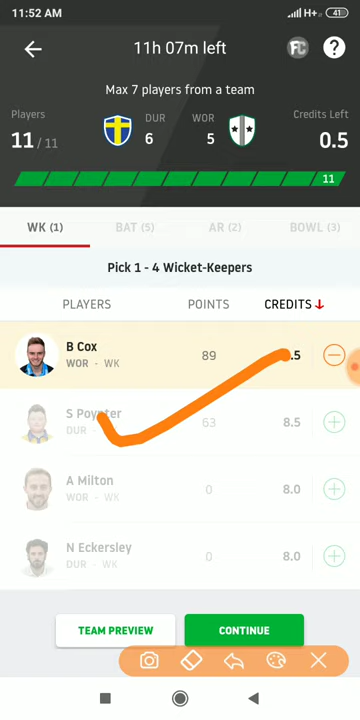 11:52 AM H+ 41
11h 07m left FC ?
Max 7 players from a team
Players DUR WOR Credits Left
11 / 11 6 5 0.5
11
WK (1) BAT (5) AR (2) BOWL (3)
Pick 1 - 4 Wicket-Keepers
PLAYERS POINTS CREDITS
B Cox
WOR - WK 89 .5
S Poynter
DUR - WK 63 8.5
A Milton
WOR - WK 0 8.0
N Eckersley
DUR - WK 0 8.0
TEAM PREVIEW CONTINUE